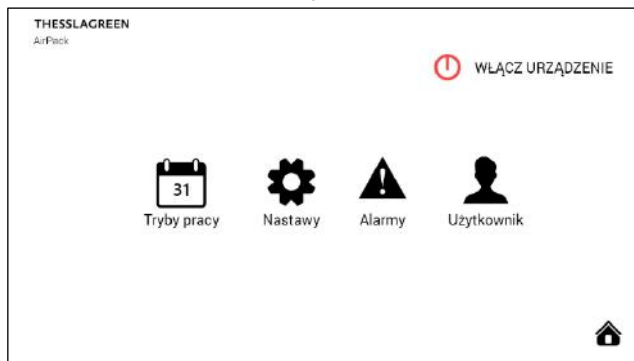 THESSLAGREEN
AirPack
WŁĄCZ URZĄDZENIE
31
Tryby pracy Nastawy Alarmy Użytkownik